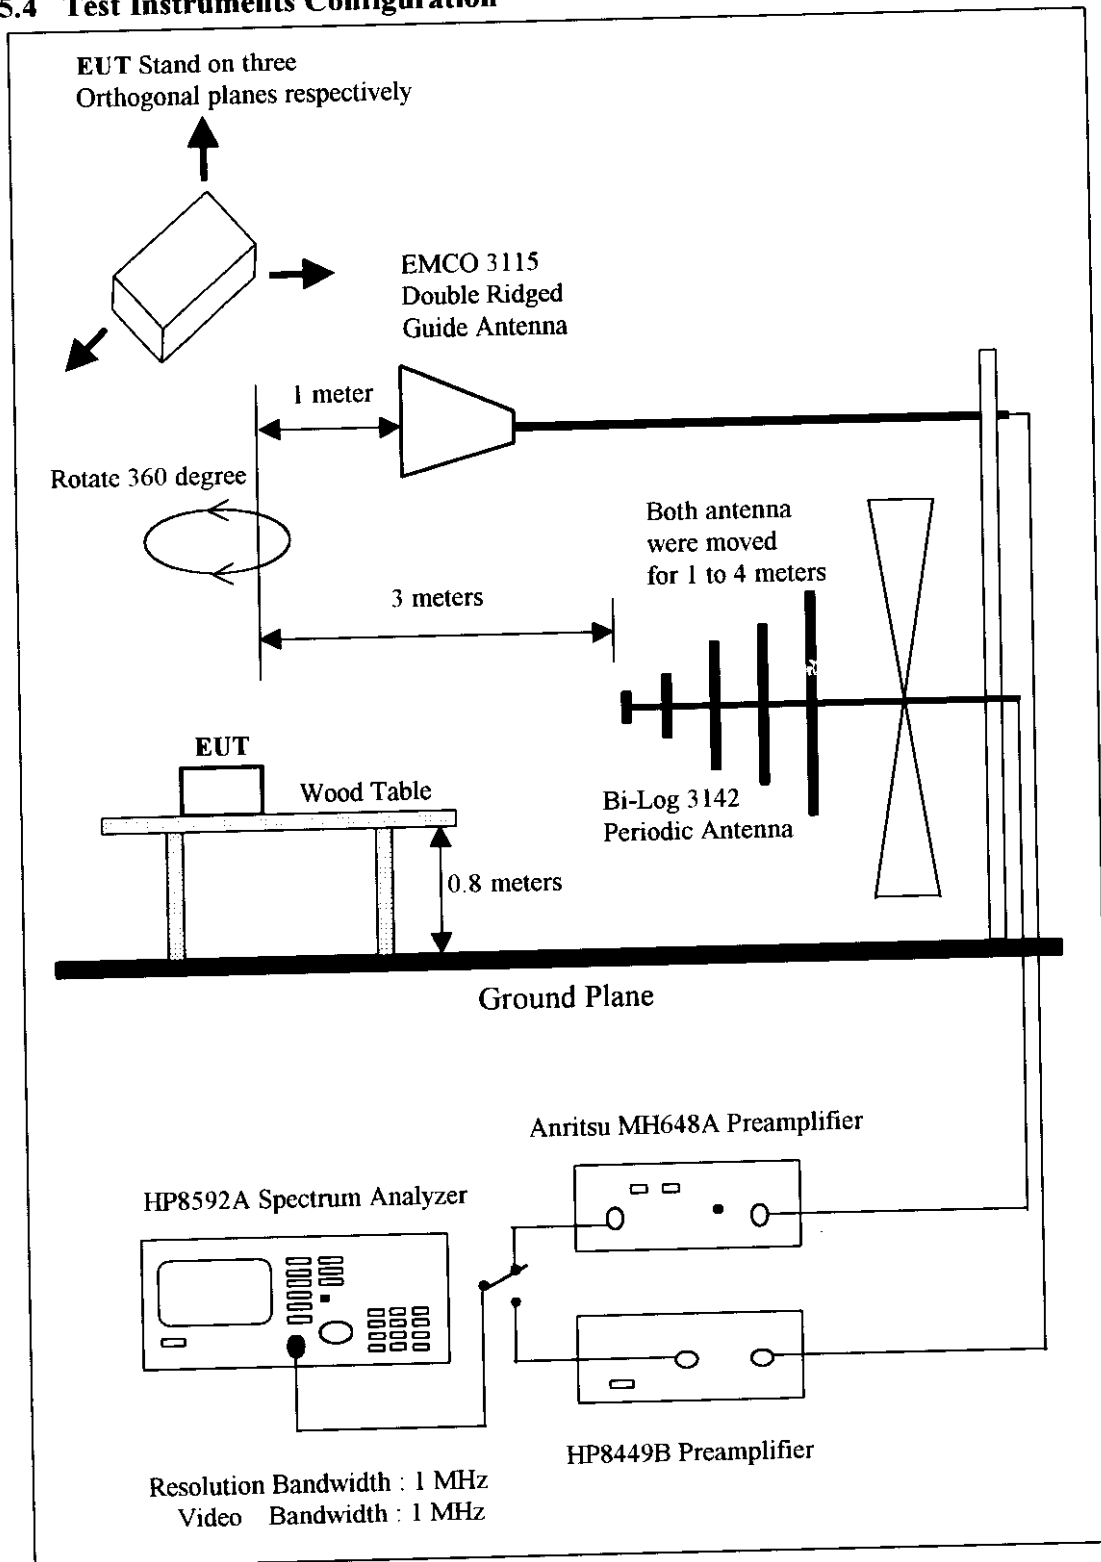 5.4 Test Instruments Configuration
EUT Stand on three
Orthogonal planes respectively
EMCO 3115
Double Ridged
Guide Antenna
1 meter
Rotate 360 degree
Both antenna
were moved
for 1 to 4 meters
3 meters
EUT
Wood Table
Bi-Log 3142
Periodic Antenna
0.8 meters
Ground Plane
Anritsu MH648A Preamplifier
HP8592A Spectrum Analyzer
HP8449B Preamplifier
Resolution Bandwidth : 1 MHz
Video Bandwidth : 1 MHz